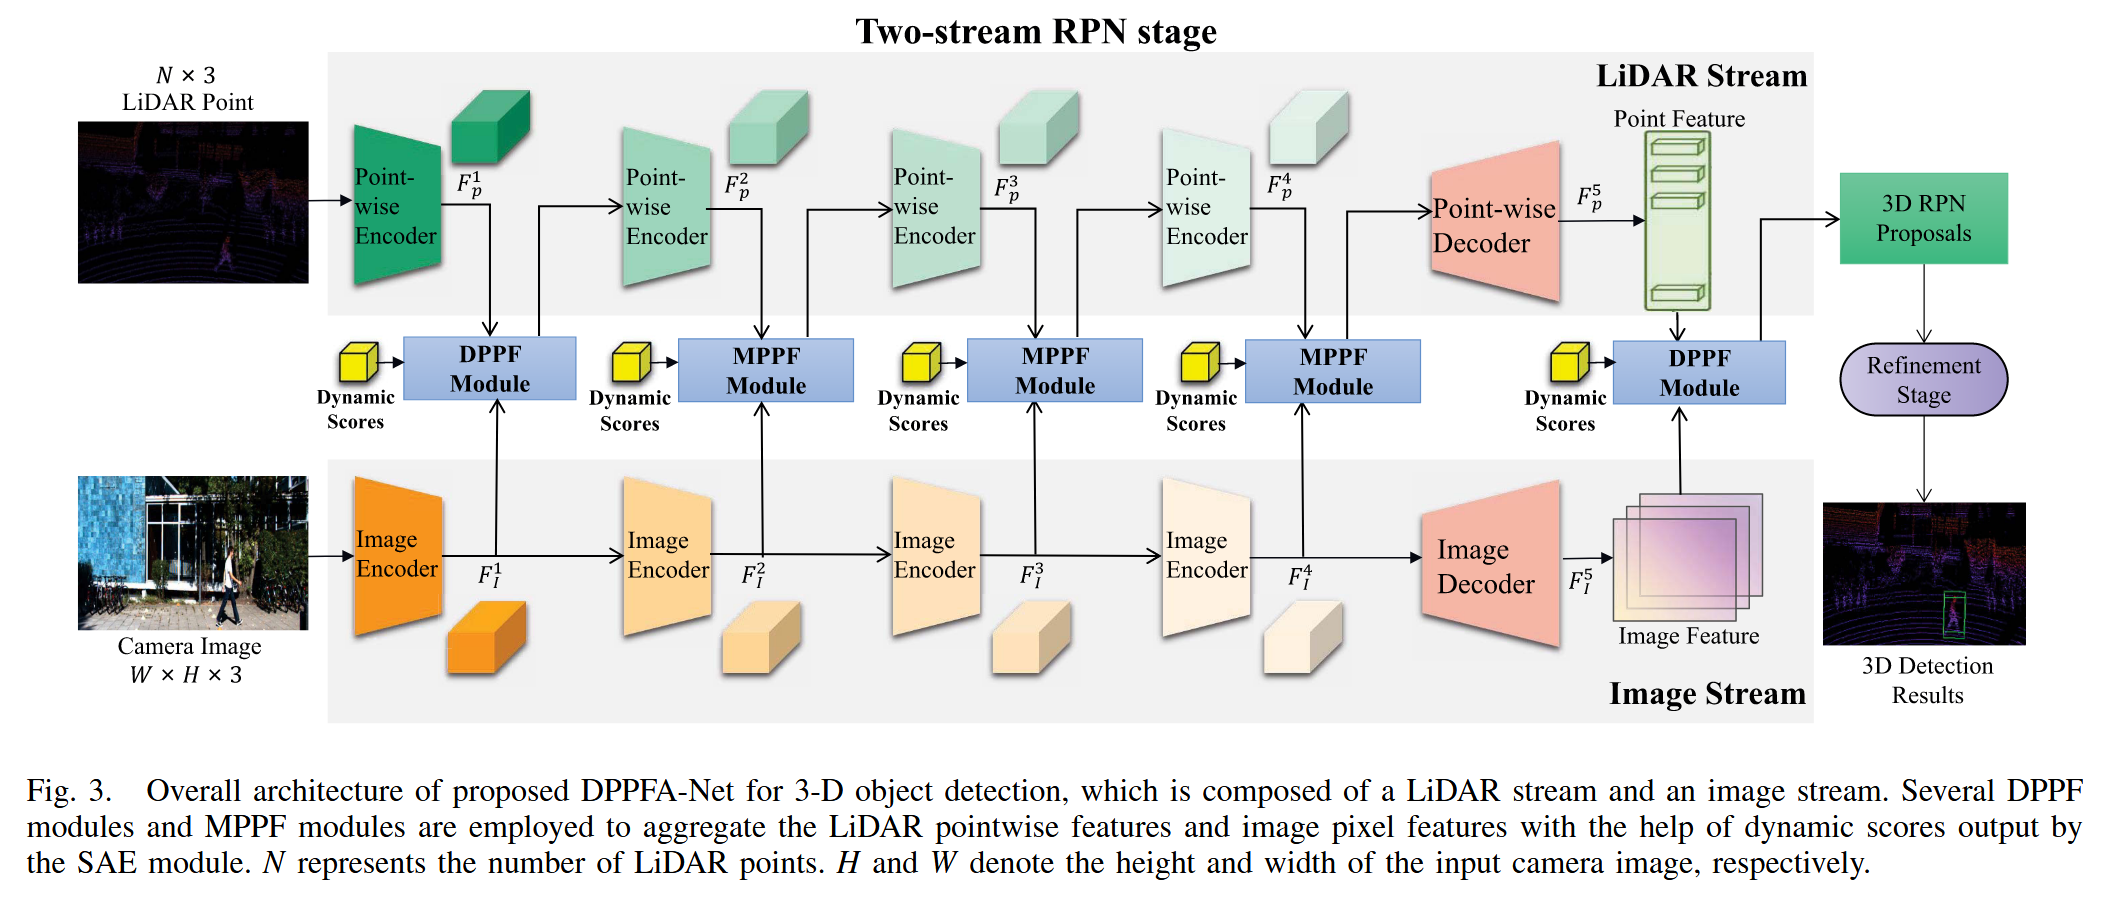 Two-stream RPN stage
LiDAR Stream
N × 3
LiDAR Point
Point-
wise
Encoder
F_p^1
Point-
wise
Encoder
F_p^2
Point-
wise
Encoder
F_p^3
Point-
wise
Encoder
F_p^4
Point-wise
Decoder
F_p^5
Point Feature
3D RPN
Proposals
Dynamic
Scores
DPPF
Module
Dynamic
Scores
MPPF
Module
Dynamic
Scores
MPPF
Module
Dynamic
Scores
MPPF
Module
Dynamic
Scores
DPPF
Module
Refinement
Stage
Camera Image
W × H × 3
Image
Encoder
F_I^1
Image
Encoder
F_I^2
Image
Encoder
F_I^3
Image
Encoder
F_I^4
Image
Decoder
F_I^5
Image Feature
Image Stream
3D Detection
Results
Fig. 3. Overall architecture of proposed DPPFA-Net for 3-D object detection, which is composed of a LiDAR stream and an image stream. Several DPPF
modules and MPPF modules are employed to aggregate the LiDAR pointwise features and image pixel features with the help of dynamic scores output by
the SAE module. N represents the number of LiDAR points. H and W denote the height and width of the input camera image, respectively.